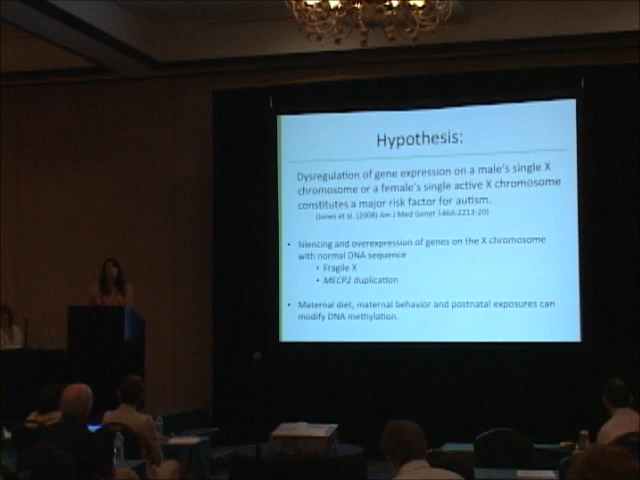 Hypothesis:
Dysregulation of gene expression on a male's single X
chromosome or a female's single active X chromosome
constitutes a major risk factor for autism.
(Jones et al. (2008) Am J Med Genet 146A:2213-20)
• Silencing and overexpression of genes on the X chromosome
with normal DNA sequence
• Fragile X
• MECP2 duplication
• Maternal diet, maternal behavior and postnatal exposures can
modify DNA methylation.